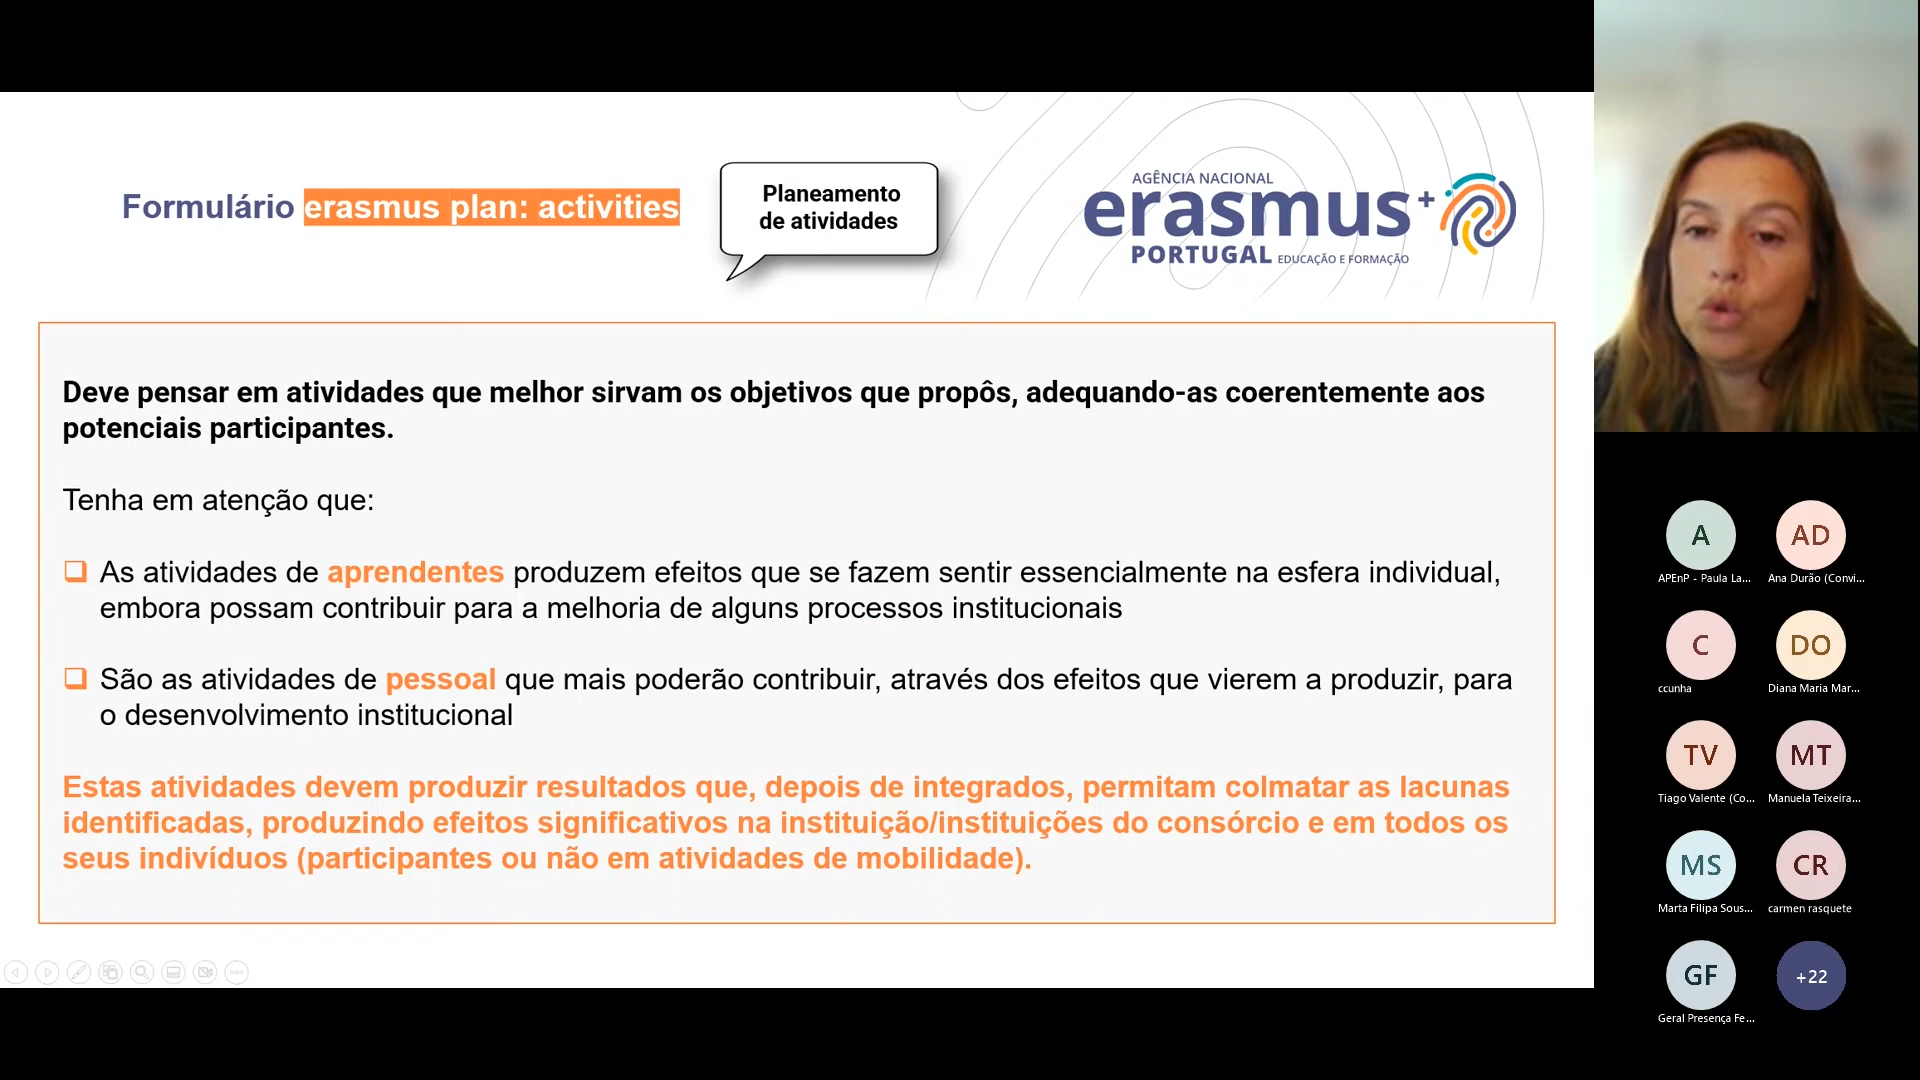 Formulário erasmus plan: activities
Planeamento
de atividades
AGÊNCIA NACIONAL
erasmus+
PORTUGAL EDUCAÇÃO E FORMAÇÃO
Deve pensar em atividades que melhor sirvam os objetivos que propôs, adequando-as coerentemente aos
potenciais participantes.
Tenha em atenção que:
As atividades de aprendentes produzem efeitos que se fazem sentir essencialmente na esfera individual,
embora possam contribuir para a melhoria de alguns processos institucionais
São as atividades de pessoal que mais poderão contribuir, através dos efeitos que vierem a produzir, para
o desenvolvimento institucional
Estas atividades devem produzir resultados que, depois de integrados, permitam colmatar as lacunas
identificadas, produzindo efeitos significativos na instituição/instituições do consórcio e em todos os
seus indivíduos (participantes ou não em atividades de mobilidade).
A
APEnP - Paula La...
AD
Ana Durão (Convi...
C
ccunha
DO
Diana Maria Mar...
TV
Tiago Valente (Co...
MT
Manuela Teixeira...
MS
Marta Filipa Sous...
CR
carmen rasquete
GF
Geral Presença Fe...
+22